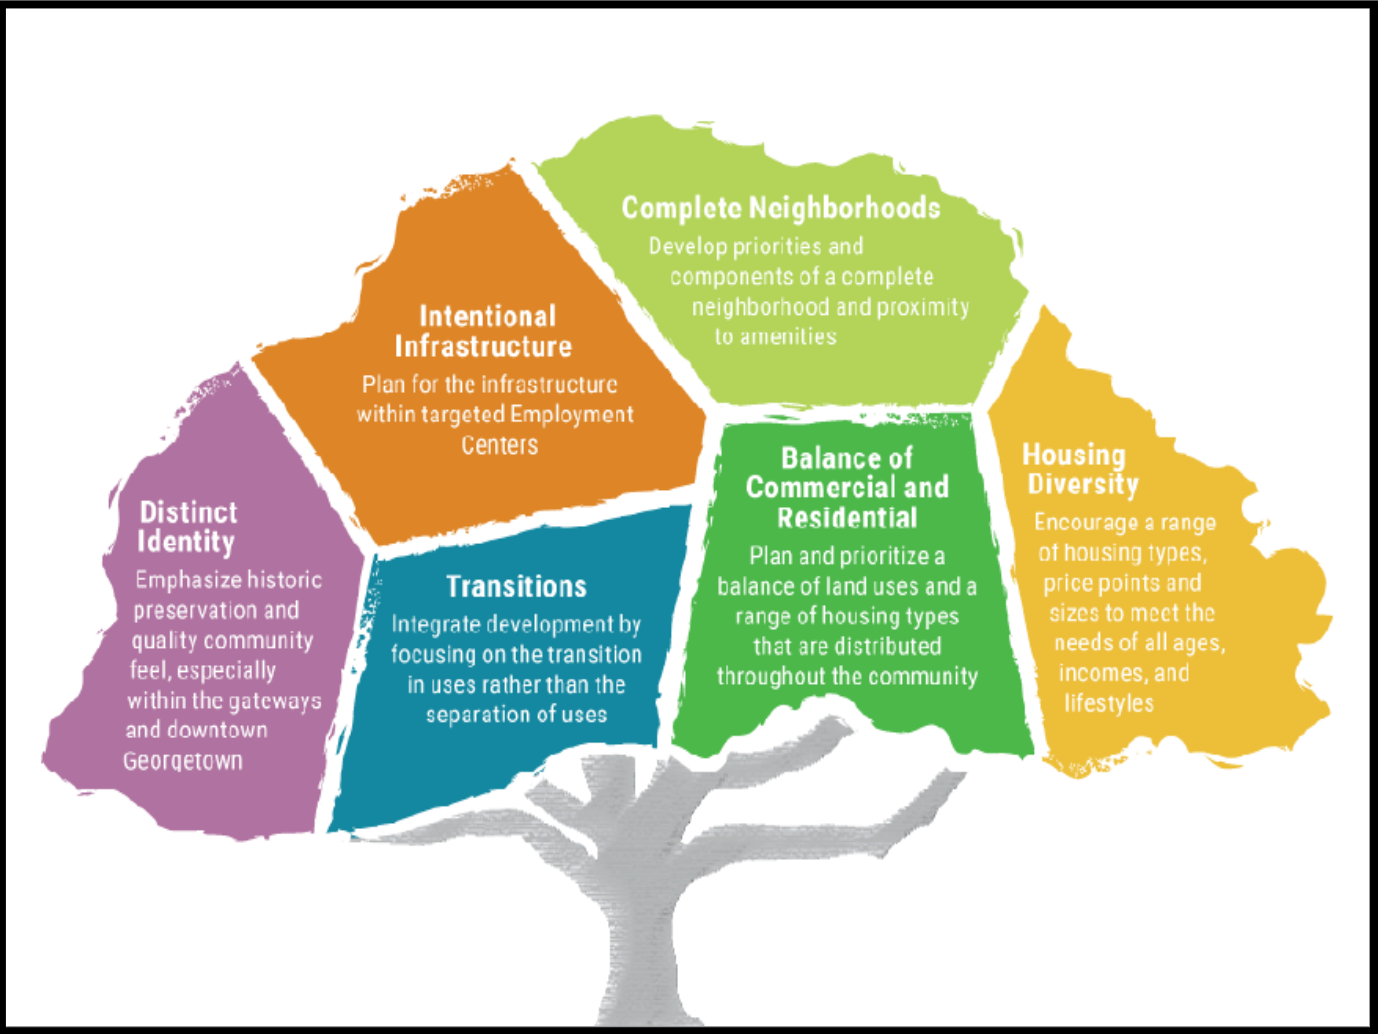 Complete Neighborhoods
Develop priorities and
components of a complete
neighborhood and proximity
to amenities
Intentional
Infrastructure
Plan for the infrastructure
within targeted Employment
Centers
Distinct
Identity
Emphasize historic
preservation and
quality community
feel, especially
within the gateways
and downtown
Georgetown
Transitions
Integrate development by
focusing on the transition
in uses rather than the
separation of uses
Balance of
Commercial and
Residential
Plan and prioritize a
balance of land uses and a
range of housing types
that are distributed
throughout the community
Housing
Diversity
Encourage a range
of housing types,
price points and
sizes to meet the
needs of all ages,
incomes, and
lifestyles